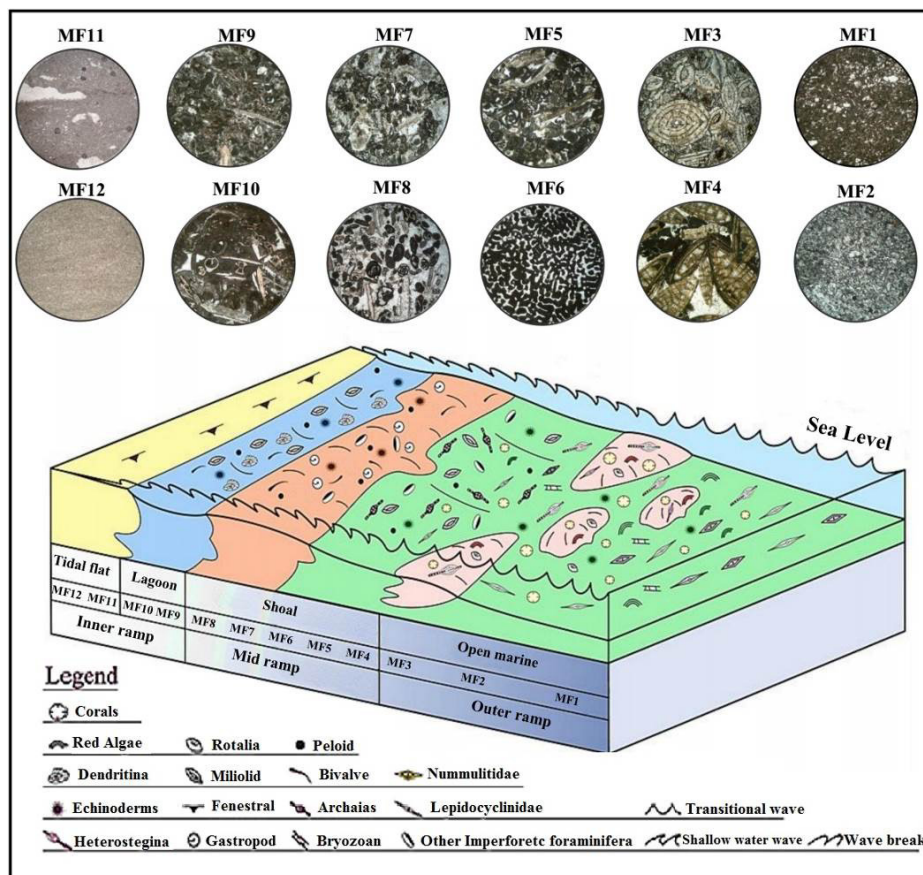 MF11 MF9 MF7 MF5 MF3 MF1
MF12 MF10 MF8 MF6 MF4 MF2
Sea Level
Tidal flat Lagoon Shoal Open marine
MF12 MF11 MF10 MF9 MF8 MF7 MF6 MF5 MF4 MF3 MF2 MF1
Inner ramp Mid ramp Outer ramp
Legend
Corals
Red Algae Rotalia Peloid
Dendritina Miliolid Bivalve Nummulitidae
Echinoderms Fenestral Archaias Lepidocyclinidae Transitional wave
Heterostegina Gastropod Bryozoan Other Imperforetc foraminifera Shallow water wave Wave break